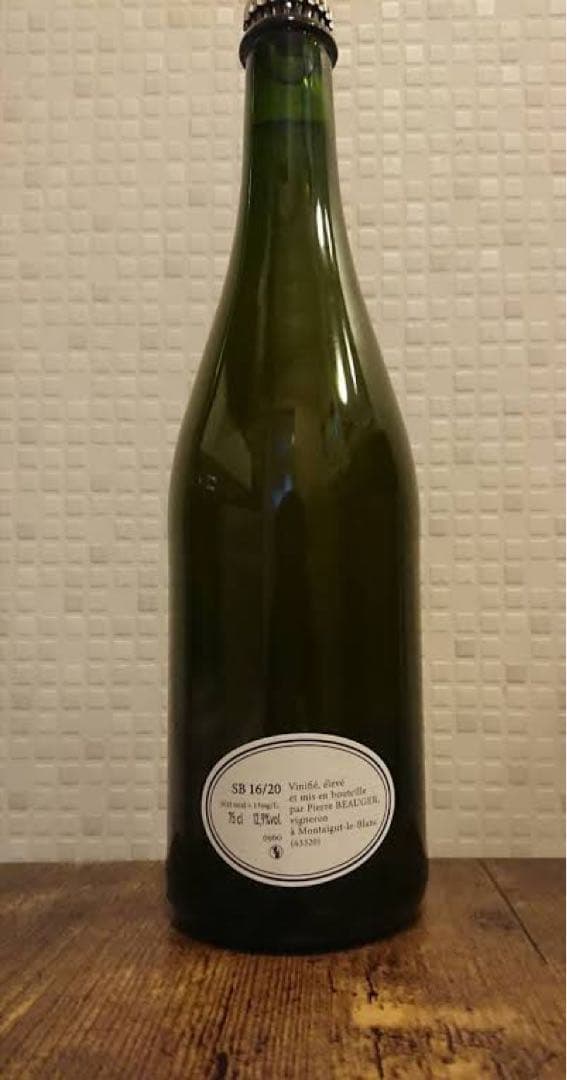 SB 16/20
75 cl 12,9%vol
Vinifié, élevé
et mis en bouteille
par Pierre BEAUGER,
vigneron
à Montaigut-le-Blanc
(63320)